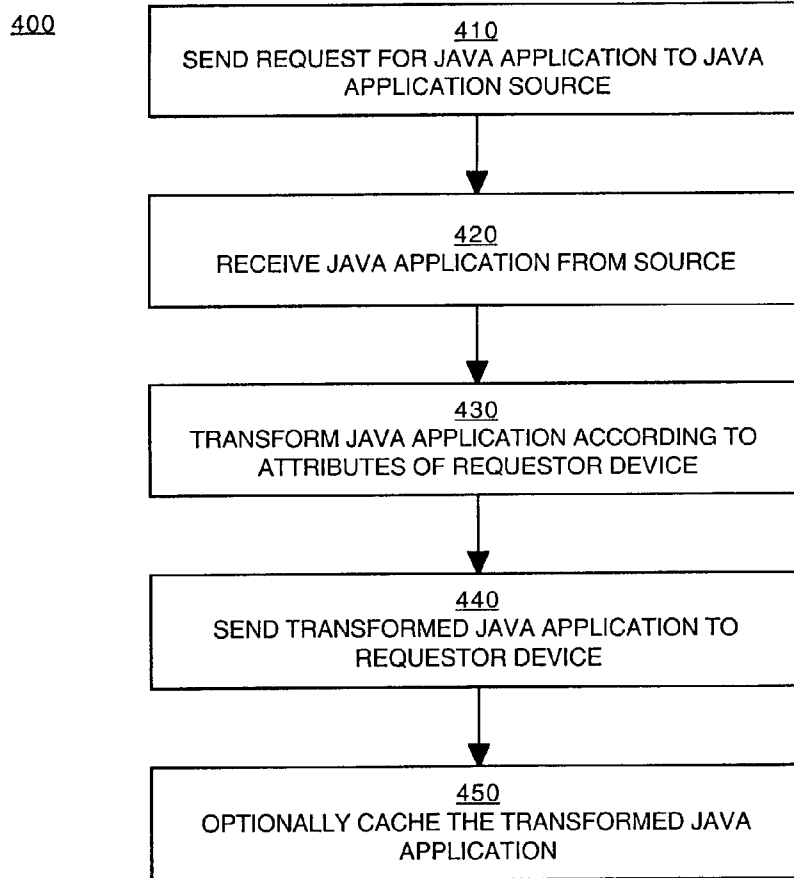 400
410
SEND REQUEST FOR JAVA APPLICATION TO JAVA
APPLICATION SOURCE
420
RECEIVE JAVA APPLICATION FROM SOURCE
430
TRANSFORM JAVA APPLICATION ACCORDING TO
ATTRIBUTES OF REQUESTOR DEVICE
440
SEND TRANSFORMED JAVA APPLICATION TO
REQUESTOR DEVICE
450
OPTIONALLY CACHE THE TRANSFORMED JAVA
APPLICATION